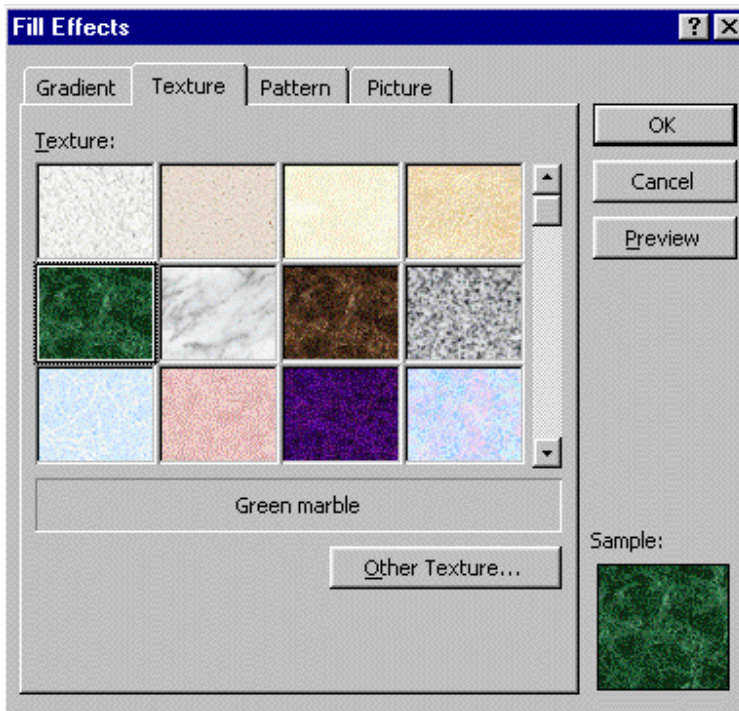 Fill Effects
Gradient Texture Pattern Picture
Texture:
OK
Cancel
Preview
Green marble
Other Texture...
Sample: